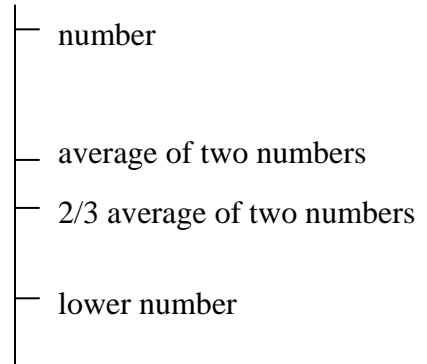 number
average of two numbers
2/3 average of two numbers
lower number